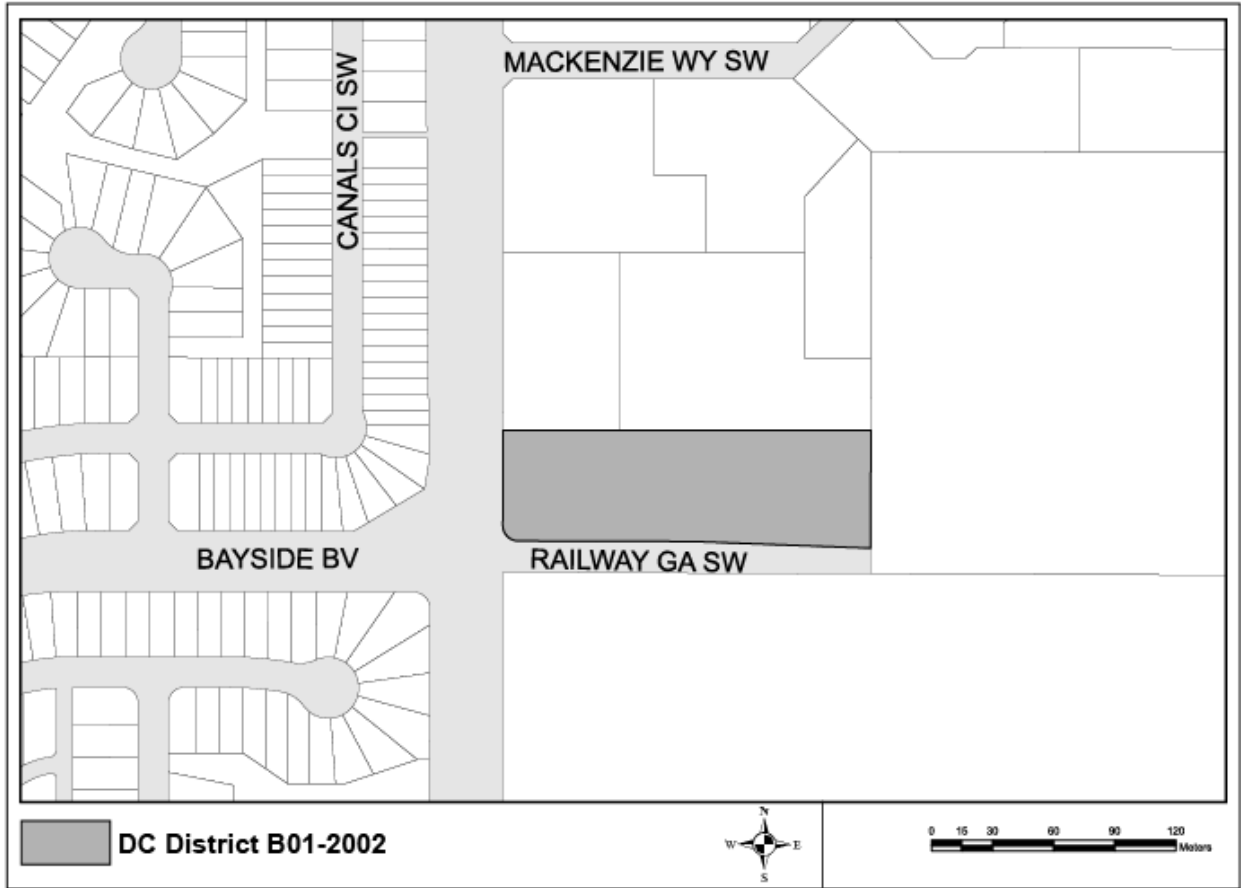 MACKENZIE WY SW
CANALS CI SW
BAYSIDE BV
RAILWAY GA SW
DC District B01-2002
N
W E
S
0 15 30 60 90 120
Meters